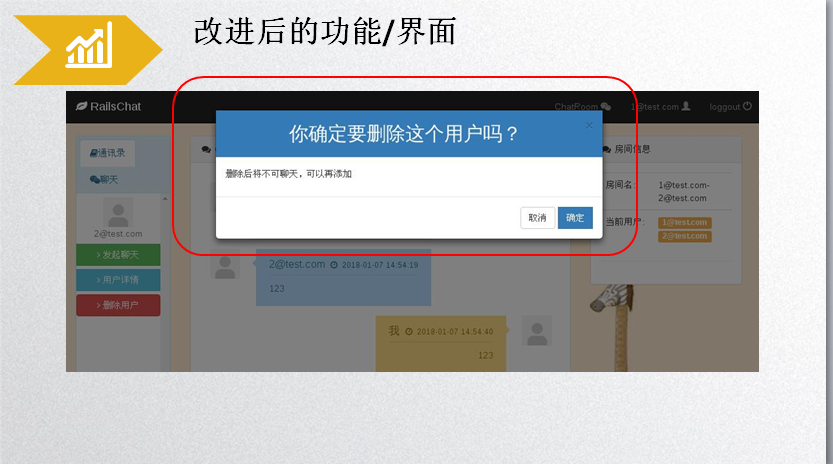 改进后的功能/界面
RailsChat
ChatRoom
1@test.com
loggout
你确定要删除这个用户吗？
×
删除后将不可聊天，可以再添加
取消
确定
通讯录
聊天
2@test.com
> 发起聊天
> 用户详情
> 删除用户
2@test.com 2018-01-07 14:54:19
123
我 2018-01-07 14:54:40
123
房间信息
房间名：
1@test.com-
2@test.com
当前用户：
1@test.com
2@test.com